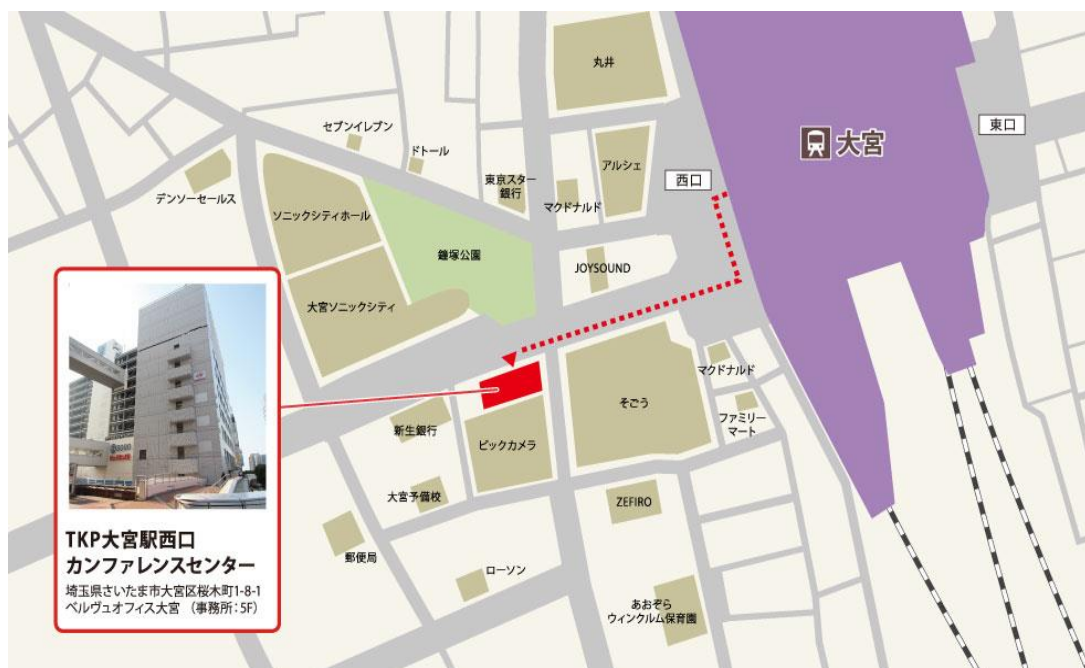 丸井
大宮
東口
セブンイレブン
ドトール
東京スター
銀行
マクドナルド
アルシェ
西口
デンソーセールス
ソニックシティホール
鐘塚公園
JOYSOUND
大宮ソニックシティ
マクドナルド
そごう
ファミリー
マート
新生銀行
ビックカメラ
大宮予備校
ZEFIRO
郵便局
ローソン
あおぞら
ウィンクルム保育園
TKP大宮駅西口
カンファレンスセンター
埼玉県さいたま市大宮区桜木町1-8-1
ベルヴュオフィス大宮 (事務所:5F)